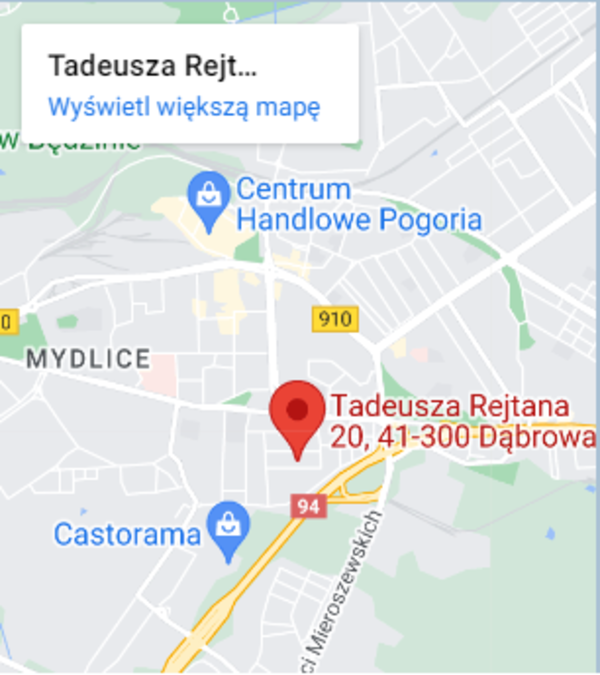 Tadeusza Rejt...
Wyświetl większą mapę
w Będzinie
Centrum
Handlowe Pogoria
910
0
MYDLICE
Tadeusza Rejtana
20, 41-300 Dąbrowa
94
Castorama
ci Mieroszewskich